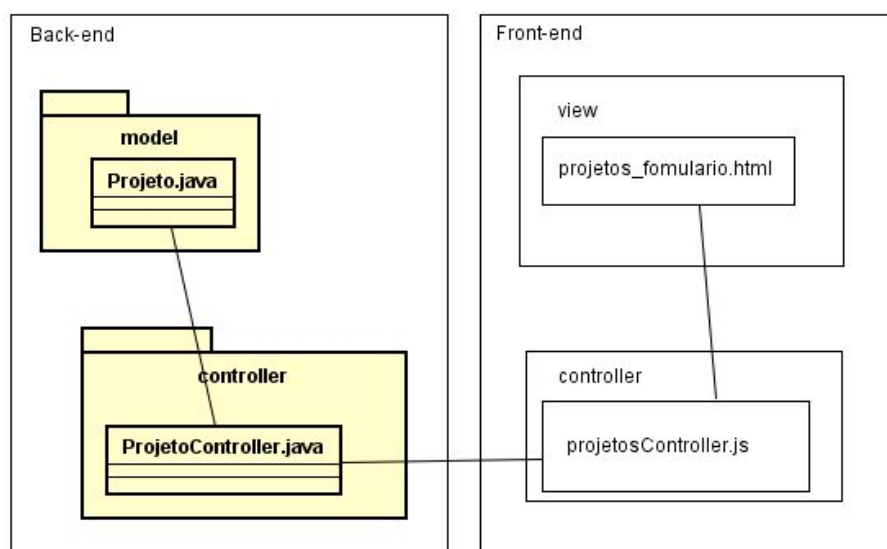 Back-end
model
Projeto.java
controller
ProjetoController.java
Front-end
view
projetos_fomulario.html
controller
projetosController.js